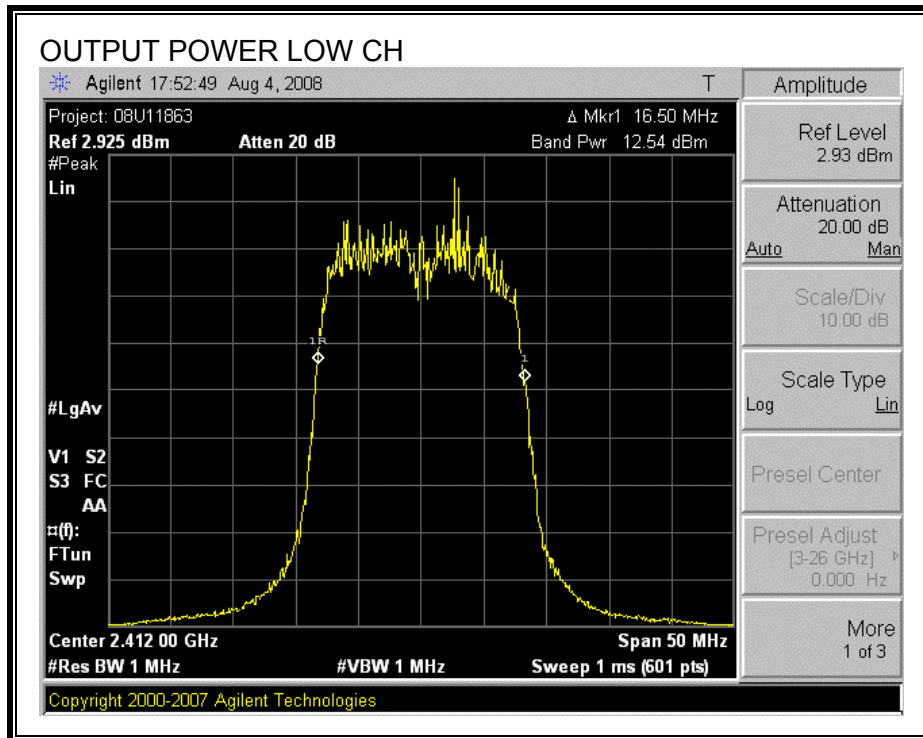 OUTPUT POWER LOW CH
Agilent 17:52:49 Aug 4, 2008 T
Project: 08U11863 Δ Mkr1 16.50 MHz
Ref 2.925 dBm Atten 20 dB Band Pwr 12.54 dBm
#Peak
Lin
1R
1
#LgAv
V1 S2
S3 FC
AA
¤(f):
FTun
Swp
Center 2.412 00 GHz Span 50 MHz
#Res BW 1 MHz #VBW 1 MHz Sweep 1 ms (601 pts)
Copyright 2000-2007 Agilent Technologies
Amplitude
Ref Level
2.93 dBm
Attenuation
20.00 dB
Auto Man
Scale/Div
10.00 dB
Scale Type
Log Lin
Presel Center
Presel Adjust
[3-26 GHz]
0.000 Hz
More
1 of 3